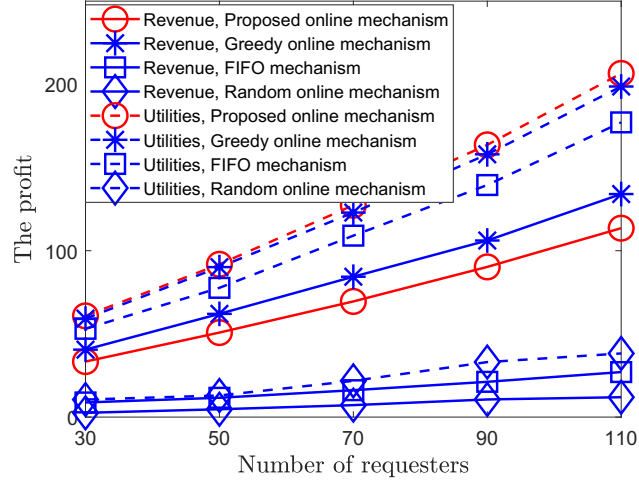 Revenue, Proposed online mechanism
Revenue, Greedy online mechanism
Revenue, FIFO mechanism
Revenue, Random online mechanism
Utilities, Proposed online mechanism
Utilities, Greedy online mechanism
Utilities, FIFO mechanism
Utilities, Random online mechanism
200
100
0
The profit
30 50 70 90 110
Number of requesters